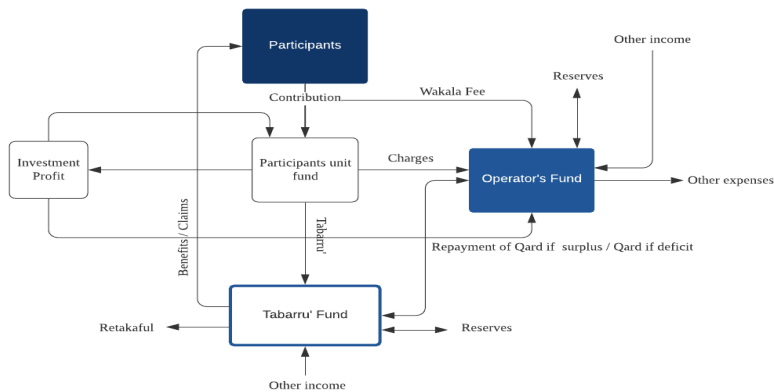 Other income
Participants
Reserves
Wakala Fee
Contribution
Investment
Profit
Participants unit
fund
Charges
Operator's Fund
Other expenses
Benefits / Claims
Tabarru'
Repayment of Qard if surplus / Qard if deficit
Tabarru' Fund
Retakaful
Reserves
Other income